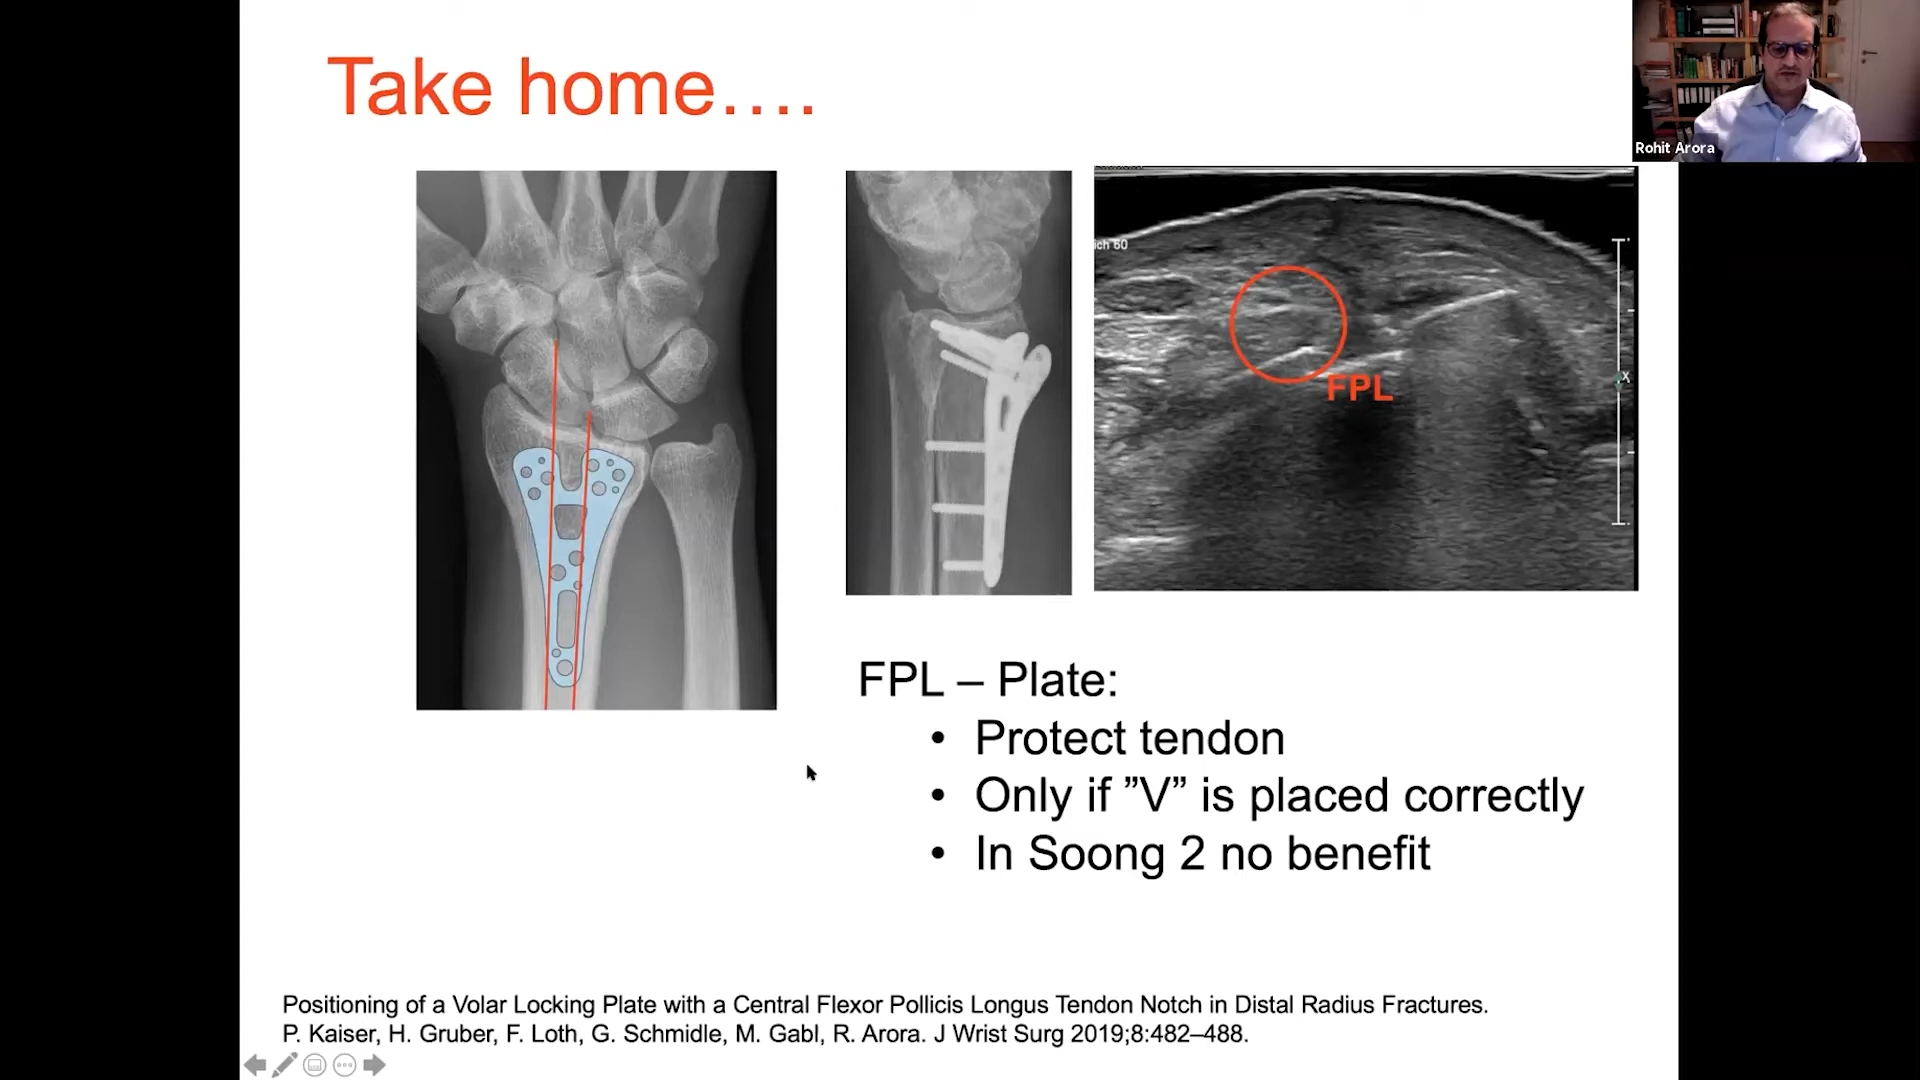 Take home….
Rohit Arora
ich 60
X
FPL
FPL – Plate:
• Protect tendon
• Only if ”V” is placed correctly
• In Soong 2 no benefit
Positioning of a Volar Locking Plate with a Central Flexor Pollicis Longus Tendon Notch in Distal Radius Fractures.
P. Kaiser, H. Gruber, F. Loth, G. Schmidle, M. Gabl, R. Arora. J Wrist Surg 2019;8:482–488.